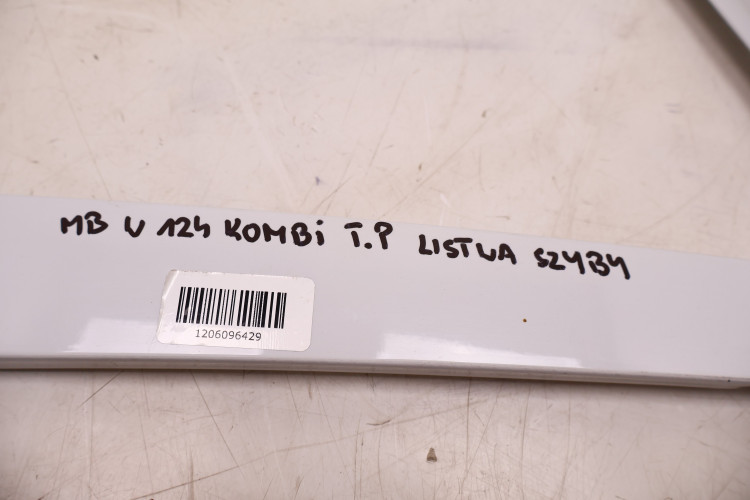 MB W 124 KOMBi T.P LISTWA SZYBY
1206096429